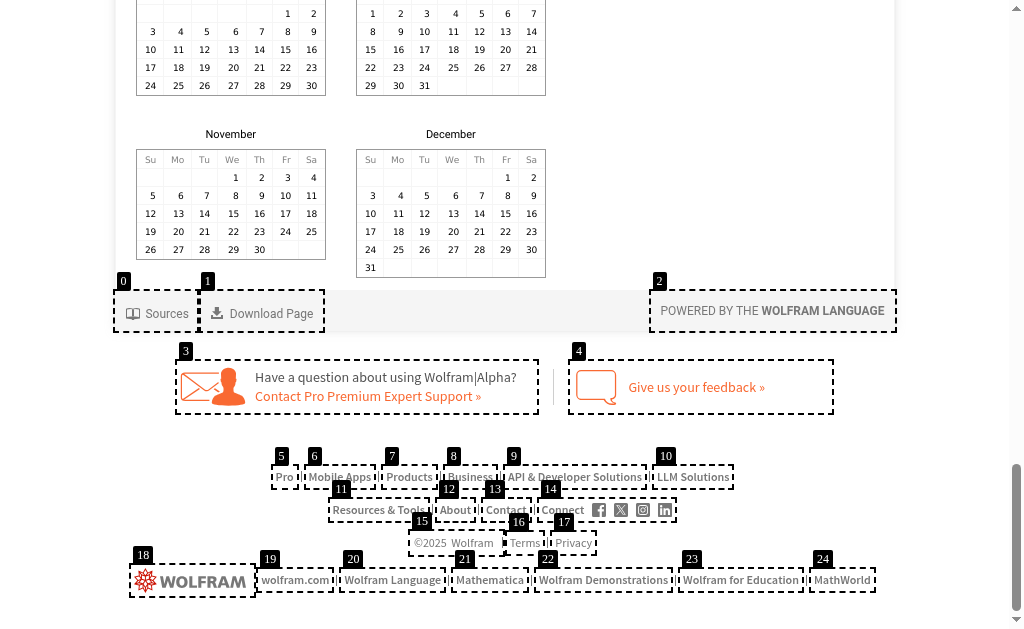 1 2
3 4 5 6 7 8 9
10 11 12 13 14 15 16
17 18 19 20 21 22 23
24 25 26 27 28 29 30
1 2 3 4 5 6 7
8 9 10 11 12 13 14
15 16 17 18 19 20 21
22 23 24 25 26 27 28
29 30 31
November
Su Mo Tu We Th Fr Sa
1 2 3 4
5 6 7 8 9 10 11
12 13 14 15 16 17 18
19 20 21 22 23 24 25
26 27 28 29 30
December
Su Mo Tu We Th Fr Sa
1 2
3 4 5 6 7 8 9
10 11 12 13 14 15 16
17 18 19 20 21 22 23
24 25 26 27 28 29 30
31
0 1 2
Sources Download Page POWERED BY THE WOLFRAM LANGUAGE
3 4
Have a question about using Wolfram|Alpha?
Contact Pro Premium Expert Support »
Give us your feedback »
5 6 7 8 9 10
Pro Mobile Apps Products Business API & Developer Solutions LLM Solutions
11 12 13 14
Resources & Tools About Contact Connect
15 16 17
©2025 Wolfram Terms Privacy
18 19 20 21 22 23 24
WOLFRAM wolfram.com Wolfram Language Mathematica Wolfram Demonstrations Wolfram for Education MathWorld